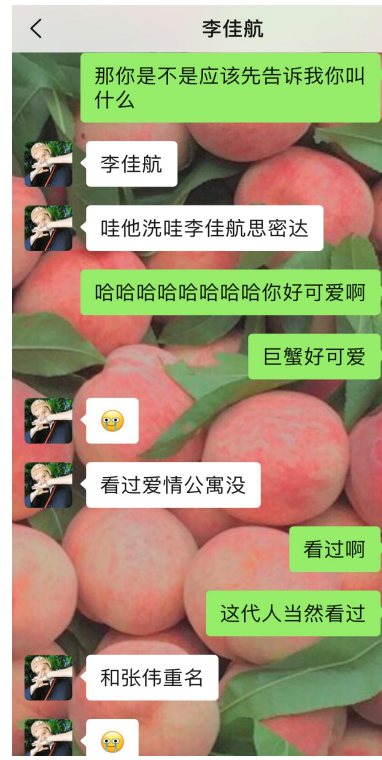 李佳航
那你是不是应该先告诉我你叫
什么
李佳航
哇他洗哇李佳航思密达
哈哈哈哈哈哈哈哈你好可爱啊
巨蟹好可爱
看过爱情公寓没
看过啊
这代人当然看过
和张伟重名